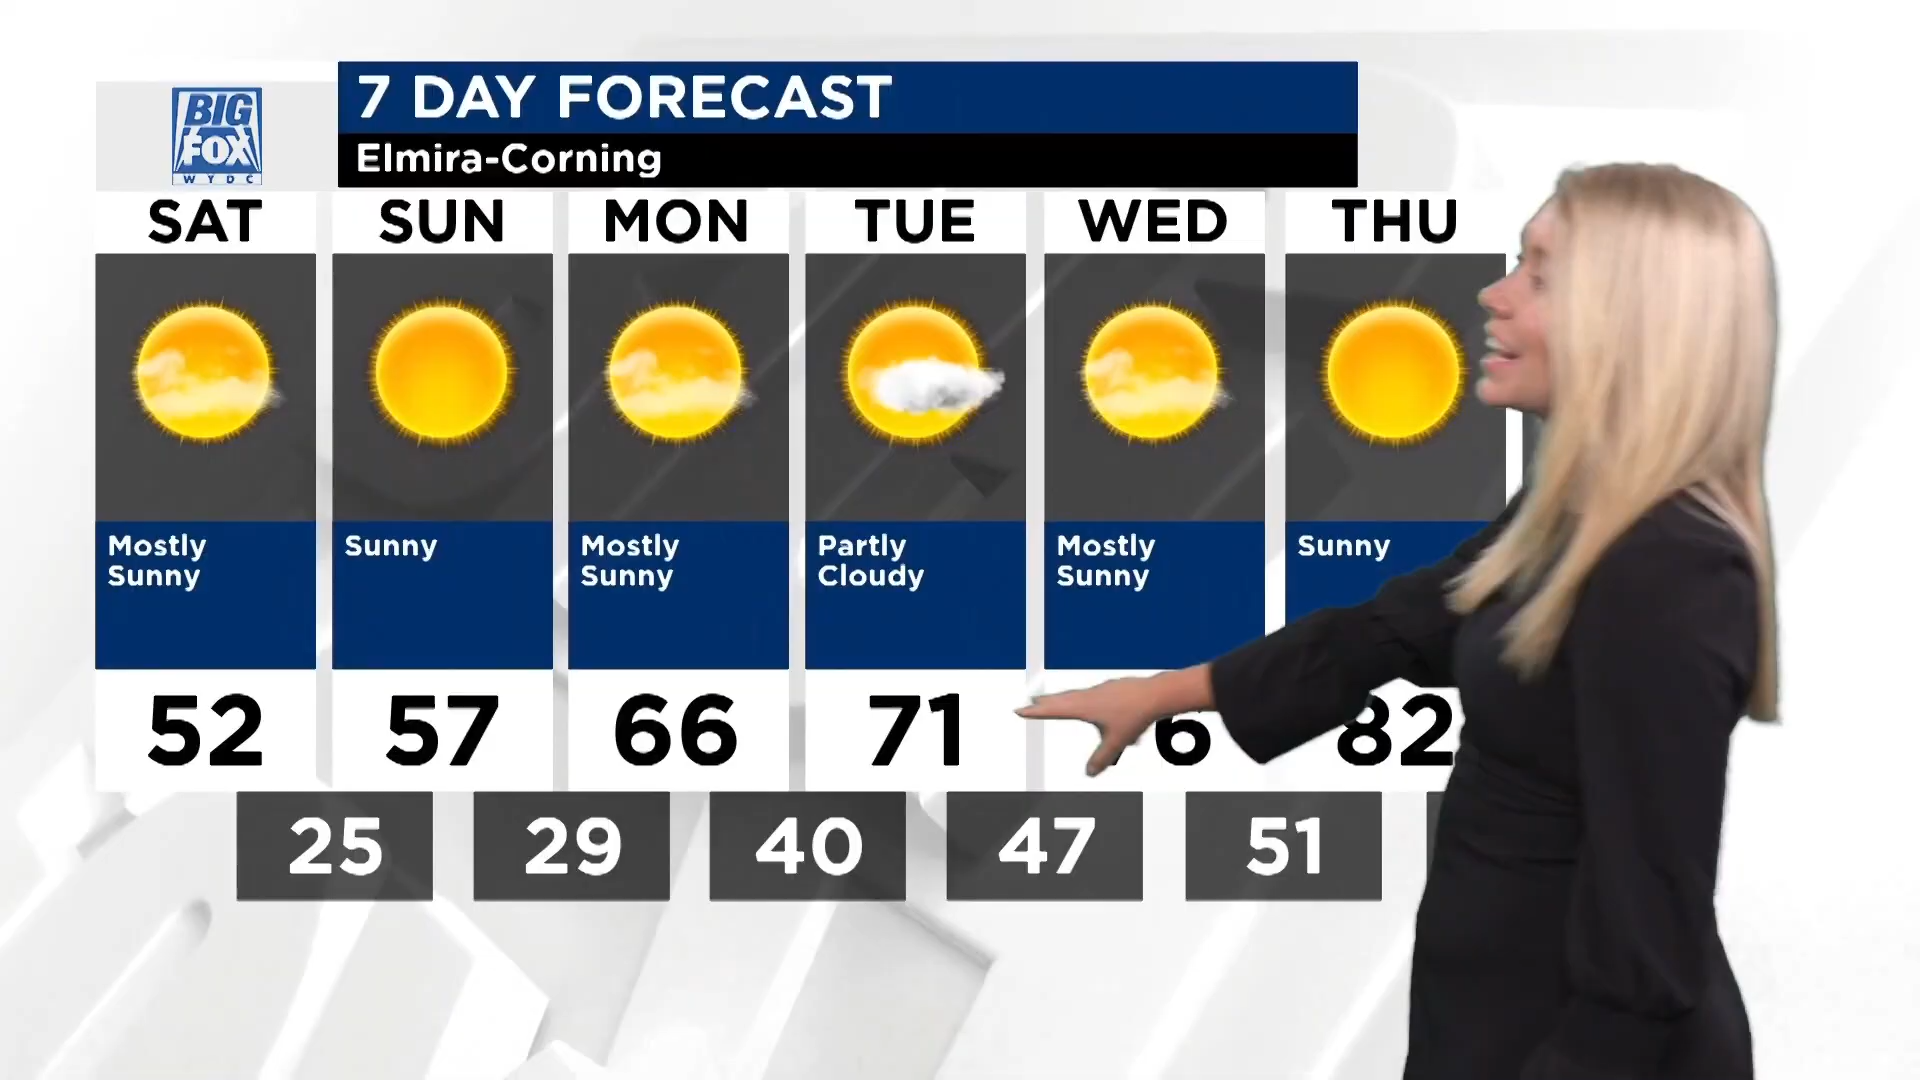 BIG
FOX
WYDC
7 DAY FORECAST
Elmira-Corning
SAT
SUN
MON
TUE
WED
THU
Mostly
Sunny
Sunny
Mostly
Sunny
Partly
Cloudy
Mostly
Sunny
Sunny
52
57
66
71
6
82
25
29
40
47
51